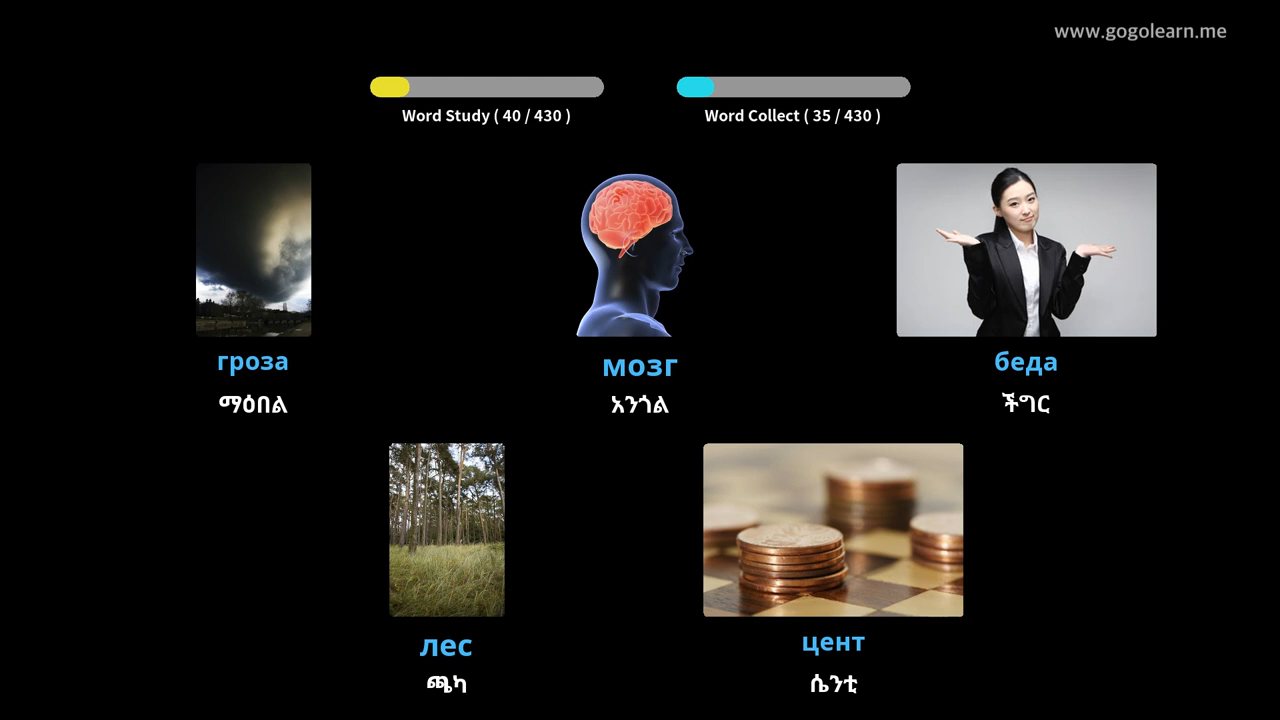 www.gogolearn.me
Word Study ( 40 / 430 )
Word Collect ( 35 / 430 )
гроза
ማዕበል
мозг
አንጎል
беда
ችግር
лес
ጫካ
цент
ሴንቲ